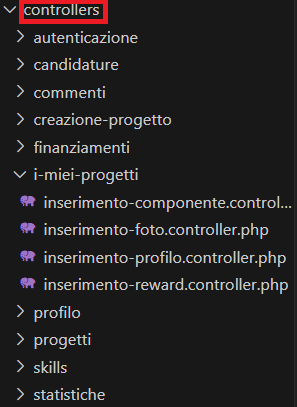 controllers
autenticazione
candidature
commenti
creazione-progetto
finanziamenti
i-miei-progetti
inserimento-componente.control...
inserimento-foto.controller.php
inserimento-profilo.controller.php
inserimento-reward.controller.php
profilo
progetti
skills
statistiche